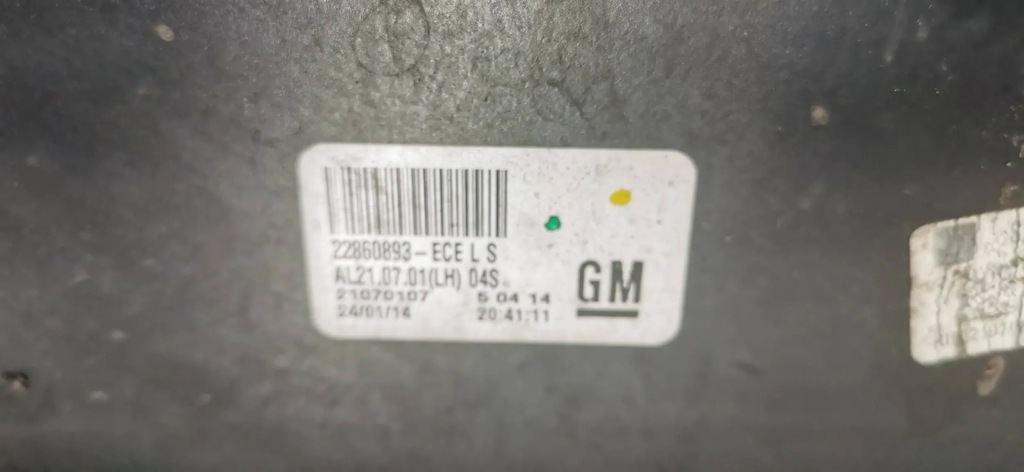 22860893-ECE L S
AL21.07.01(LH) 04S
21070107 5 04 14
24/01/14 20:41:11
GM